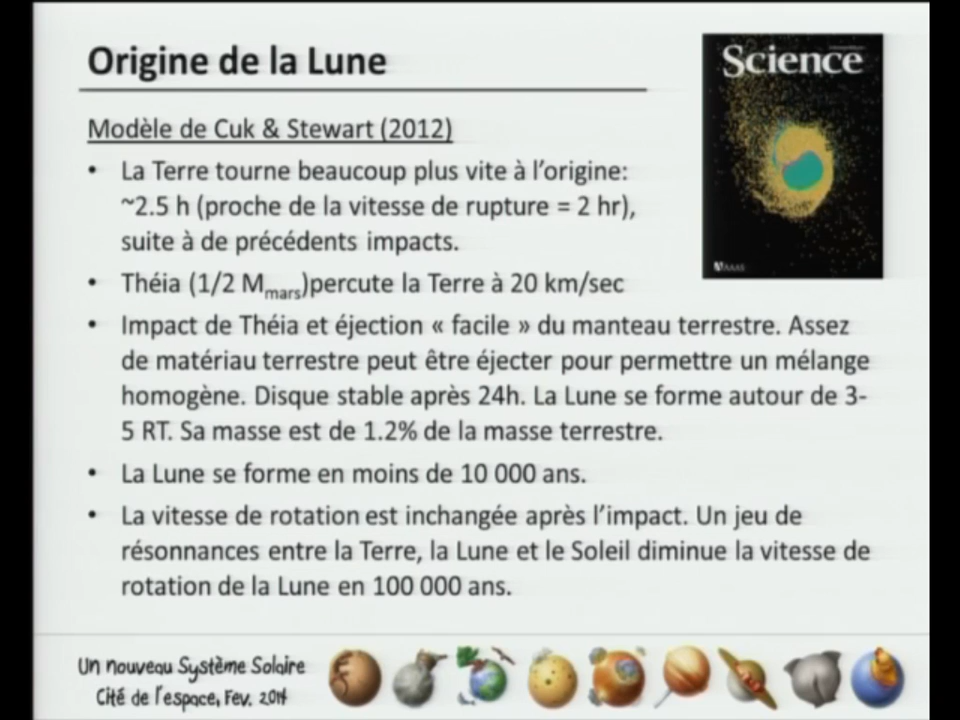 Origine de la Lune
Science
Modèle de Cuk & Stewart (2012)
• La Terre tourne beaucoup plus vite à l'origine:
~2.5 h (proche de la vitesse de rupture = 2 hr),
suite à de précédents impacts.
• Théia (1/2 Mmars)percute la Terre à 20 km/sec
• Impact de Théia et éjection « facile » du manteau terrestre. Assez
de matériau terrestre peut être éjecter pour permettre un mélange
homogène. Disque stable après 24h. La Lune se forme autour de 3-
5 RT. Sa masse est de 1.2% de la masse terrestre.
• La Lune se forme en moins de 10 000 ans.
• La vitesse de rotation est inchangée après l'impact. Un jeu de
résonnances entre la Terre, la Lune et le Soleil diminue la vitesse de
rotation de la Lune en 100 000 ans.
Un nouveau Système Solaire
Cité de l'espace, Fev. 2014
AAAS